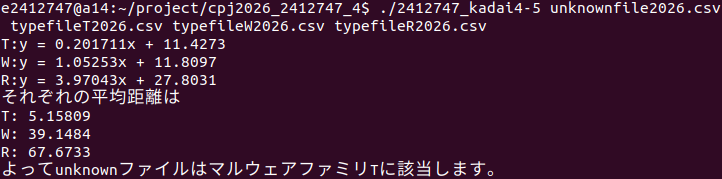 e2412747@a14:~/project/cpj2026_2412747_4$ ./2412747_kadai4-5 unknownfile2026.csv
typefileT2026.csv typefileW2026.csv typefileR2026.csv
T:y = 0.201711x + 11.4273
W:y = 1.05253x + 11.8097
R:y = 3.97043x + 27.8031
それぞれの平均距離は
T: 5.15809
W: 39.1484
R: 67.6733
よってunknownファイルはマルウェアファミリTに該当します。